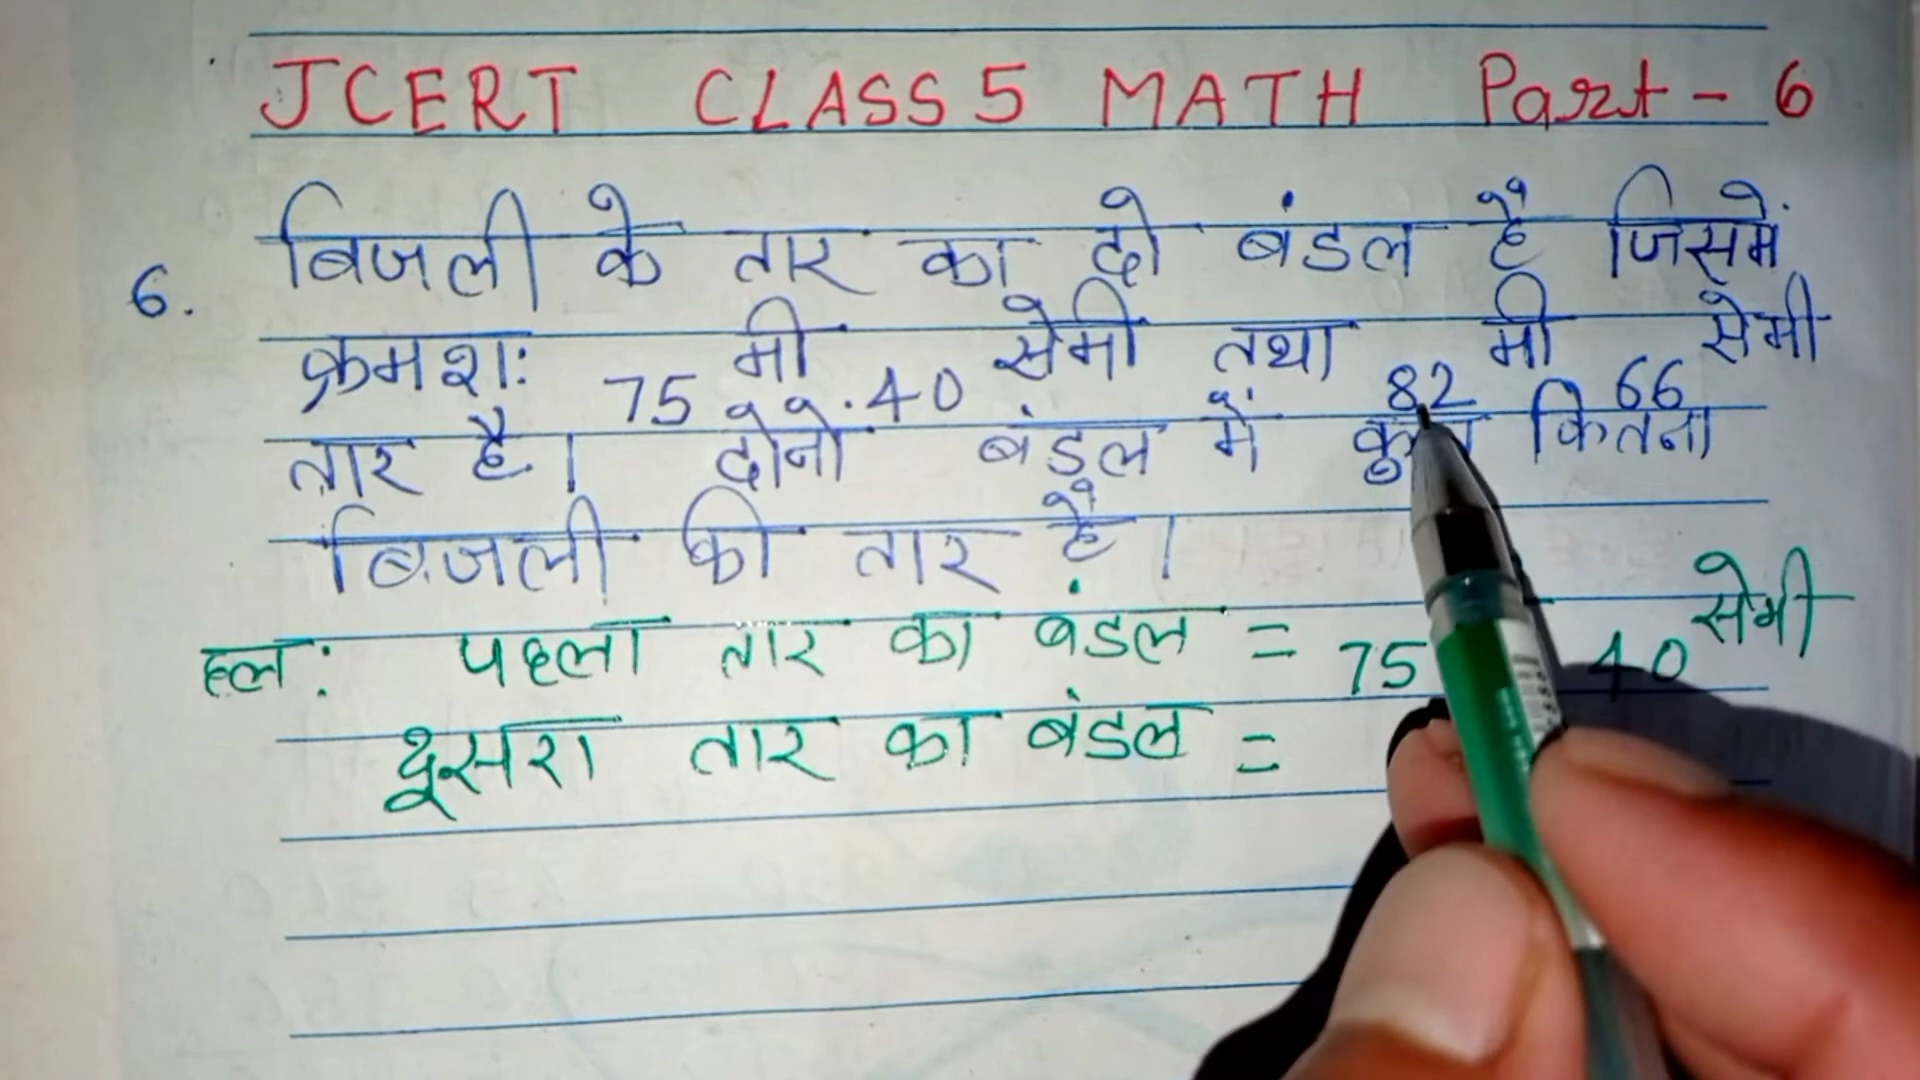 JCERT CLASS 5 MATH Part - 6
6. बिजली के तार का दो बंडल है जिसमें
क्रमशः 75 मी 40 सेमी तथा 82 मी 66 सेमी
तार है। दोनो बंडल में कितना
बिजली की तार है।
हल: पहला तार का बंडल = 75 40 सेमी
दूसरा तार का बंडल =